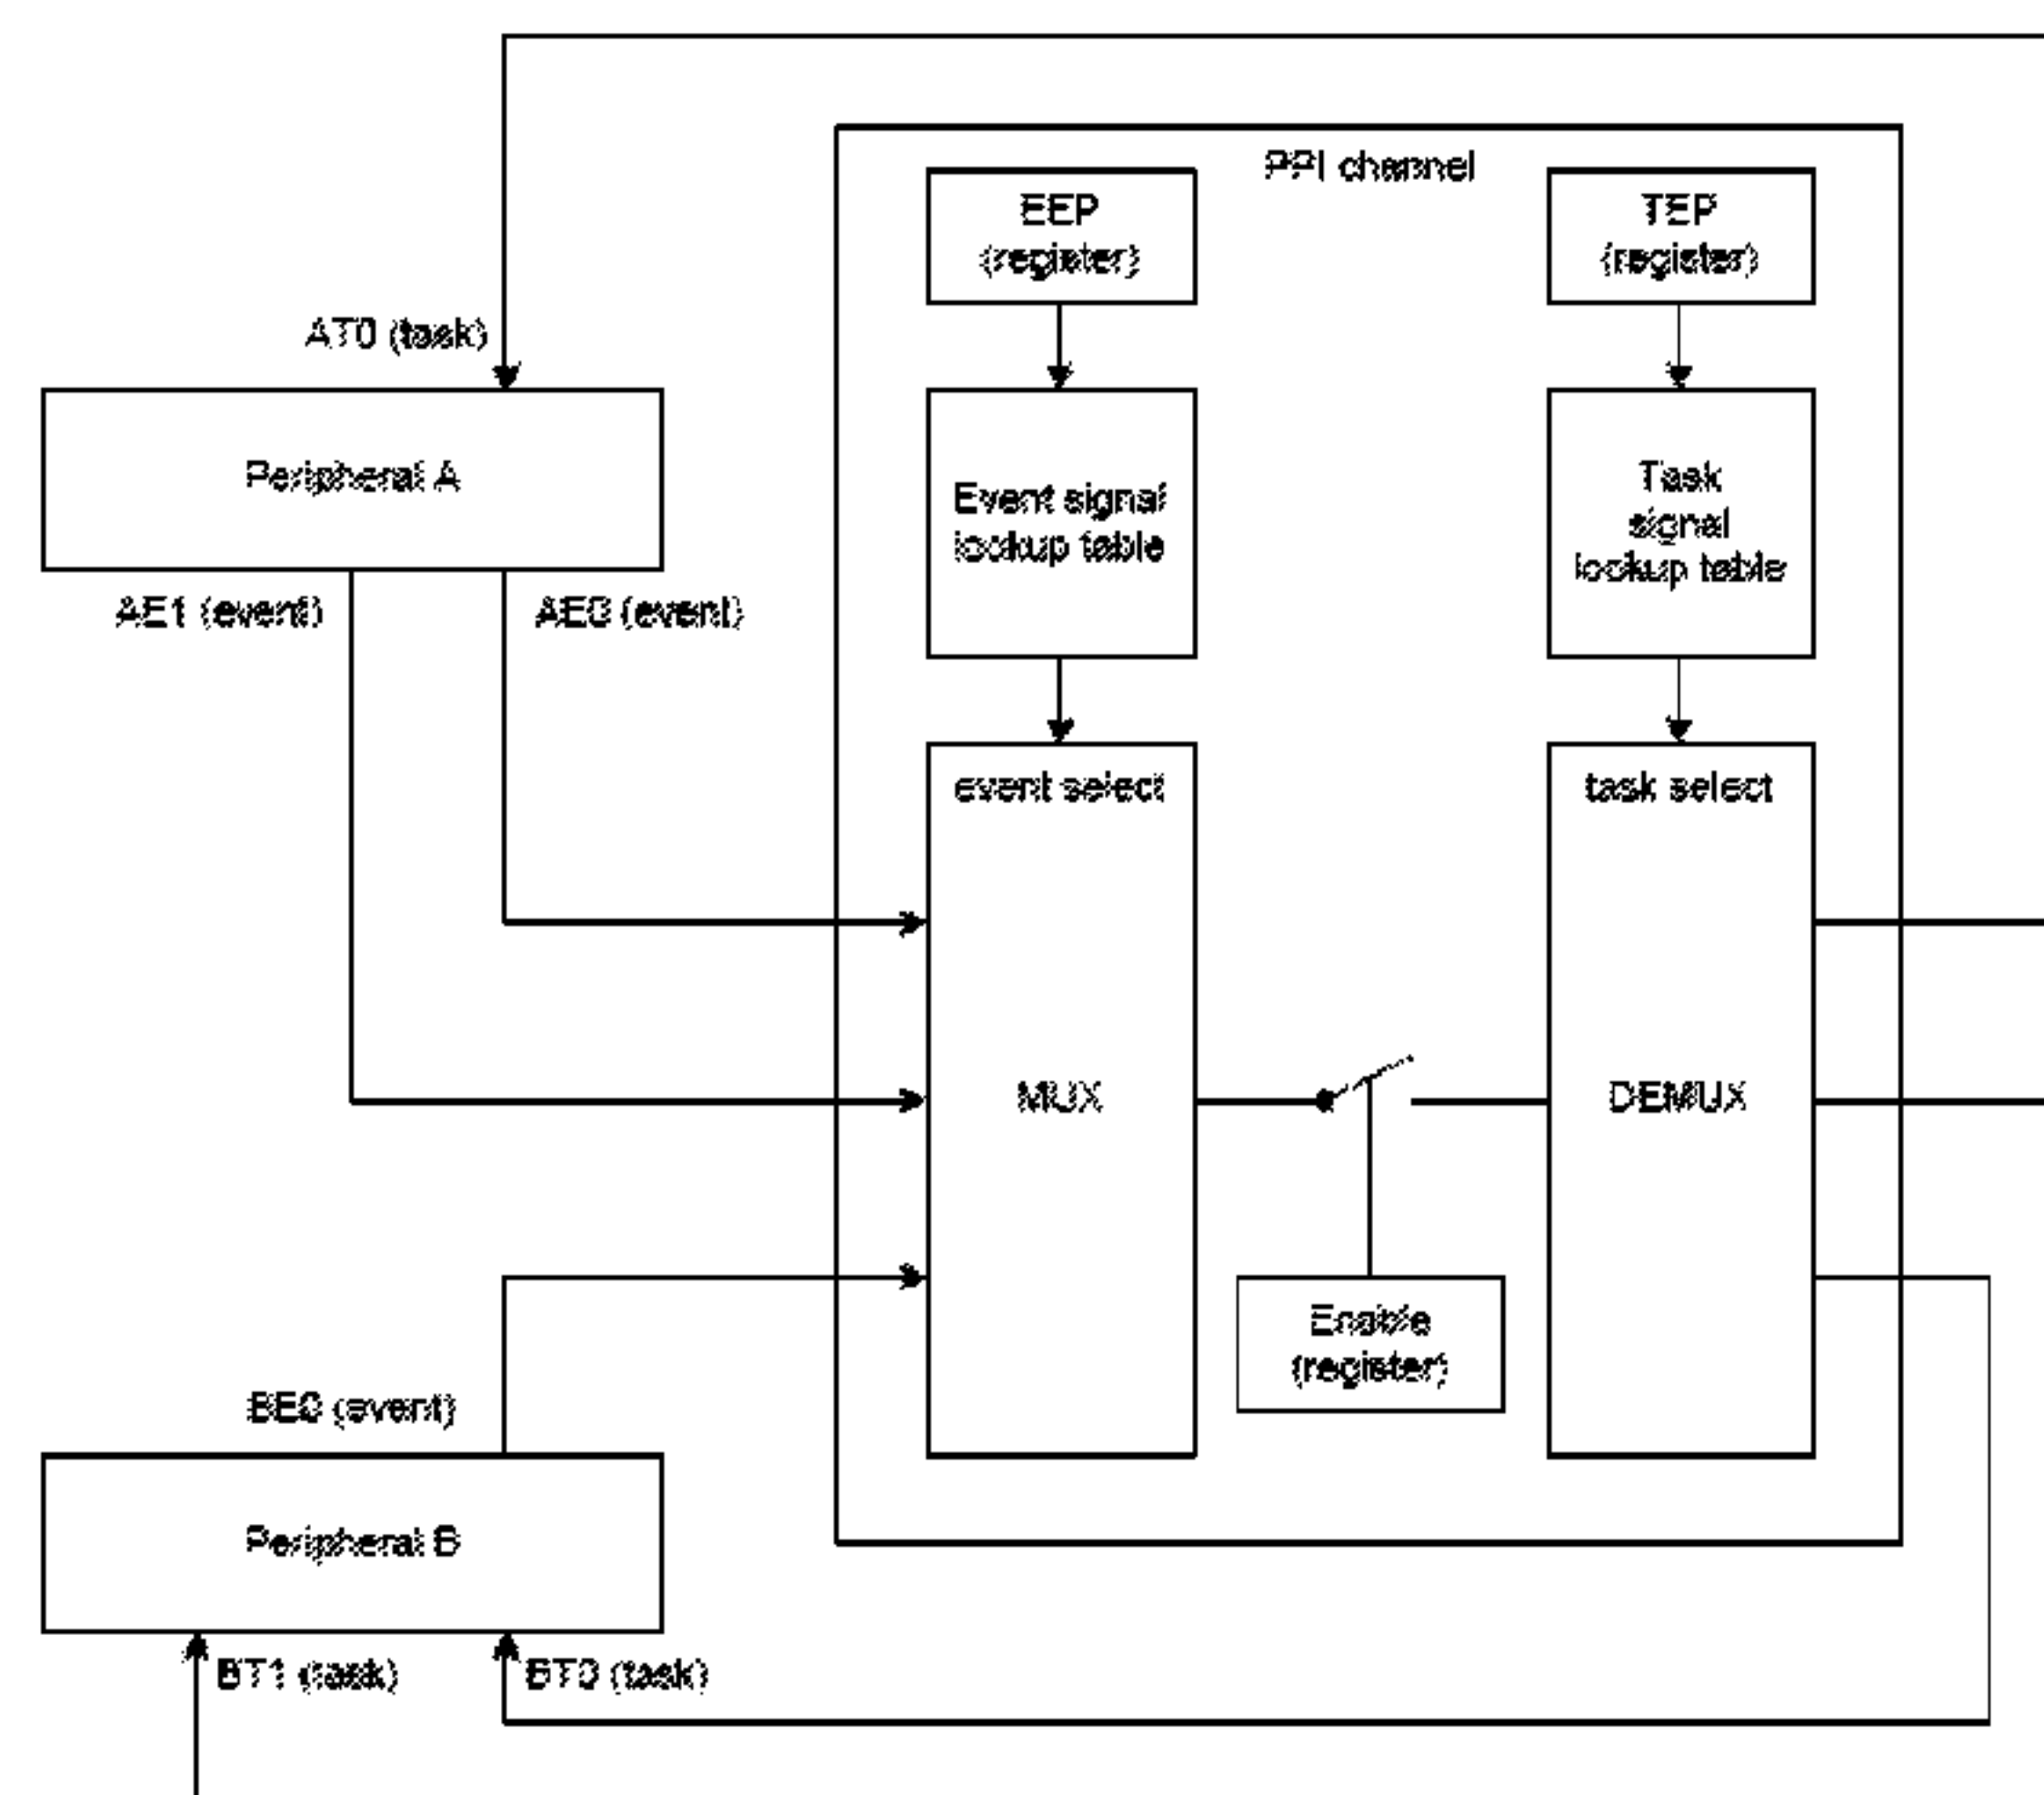 PPI channel
EEP
(register)
TEP
(register)
AT0 (task)
Peripheral A
Event signal
lookup table
Task
signal
lookup table
AE1 (event)
AE0 (event)
event select
task select
MUX
DEMUX
Enable
(register)
BE0 (event)
Peripheral B
BT1 (task)
BT0 (task)